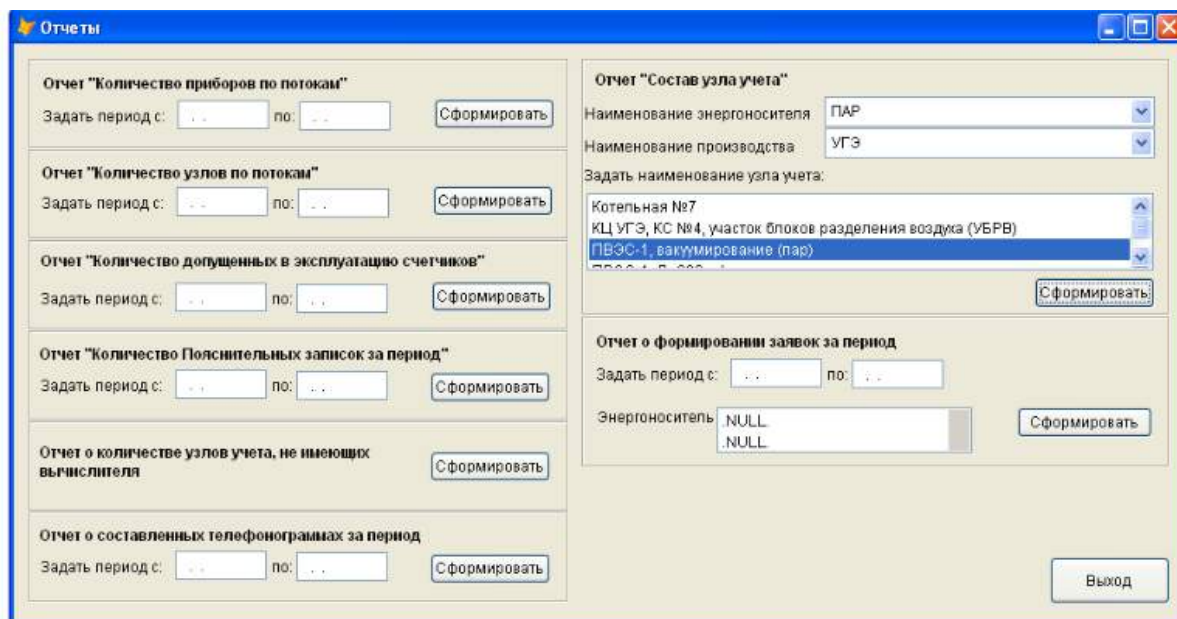 Отчеты
Отчет "Количество приборов по потокам"
Задать период с: . . по: . . Сформировать
Отчет "Количество узлов по потокам"
Задать период с: . . по: . . Сформировать
Отчет "Количество допущенных в эксплуатацию счетчиков"
Задать период с: . . по: . . Сформировать
Отчет "Количество Пояснительных записок за период"
Задать период с: . . по: . . Сформировать
Отчет о количестве узлов учета, не имеющих
вычислителя
Сформировать
Отчет о составленных телефонограммах за период
Задать период с: . . по: . . Сформировать
Отчет "Состав узла учета"
Наименование энергоносителя ПАР
Наименование производства УГЭ
Задать наименование узла учета:
Котельная №7
КЦ УГЭ, КС №4, участок блоков разделения воздуха (УБРВ)
ПВЭС-1, вакуумирование (пар)
Сформировать
Отчет о формировании заявок за период
Задать период с: . . по: . .
Энергоноситель .NULL.
.NULL.
Сформировать
Выход